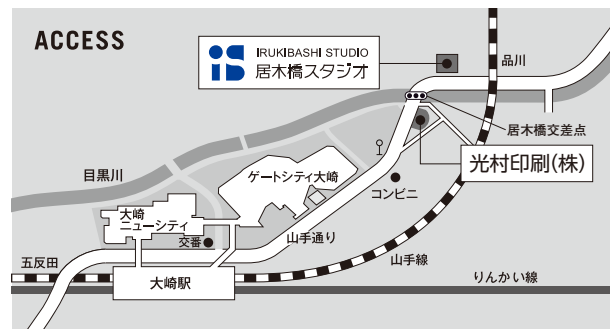 ACCESS
iS
IRUKIBASHI STUDIO
居木橋スタジオ
品川
居木橋交差点
光村印刷(株)
目黒川
ゲートシティ大崎
コンビニ
大崎
ニューシティ
交番
山手通り
山手線
五反田
大崎駅
りんかい線